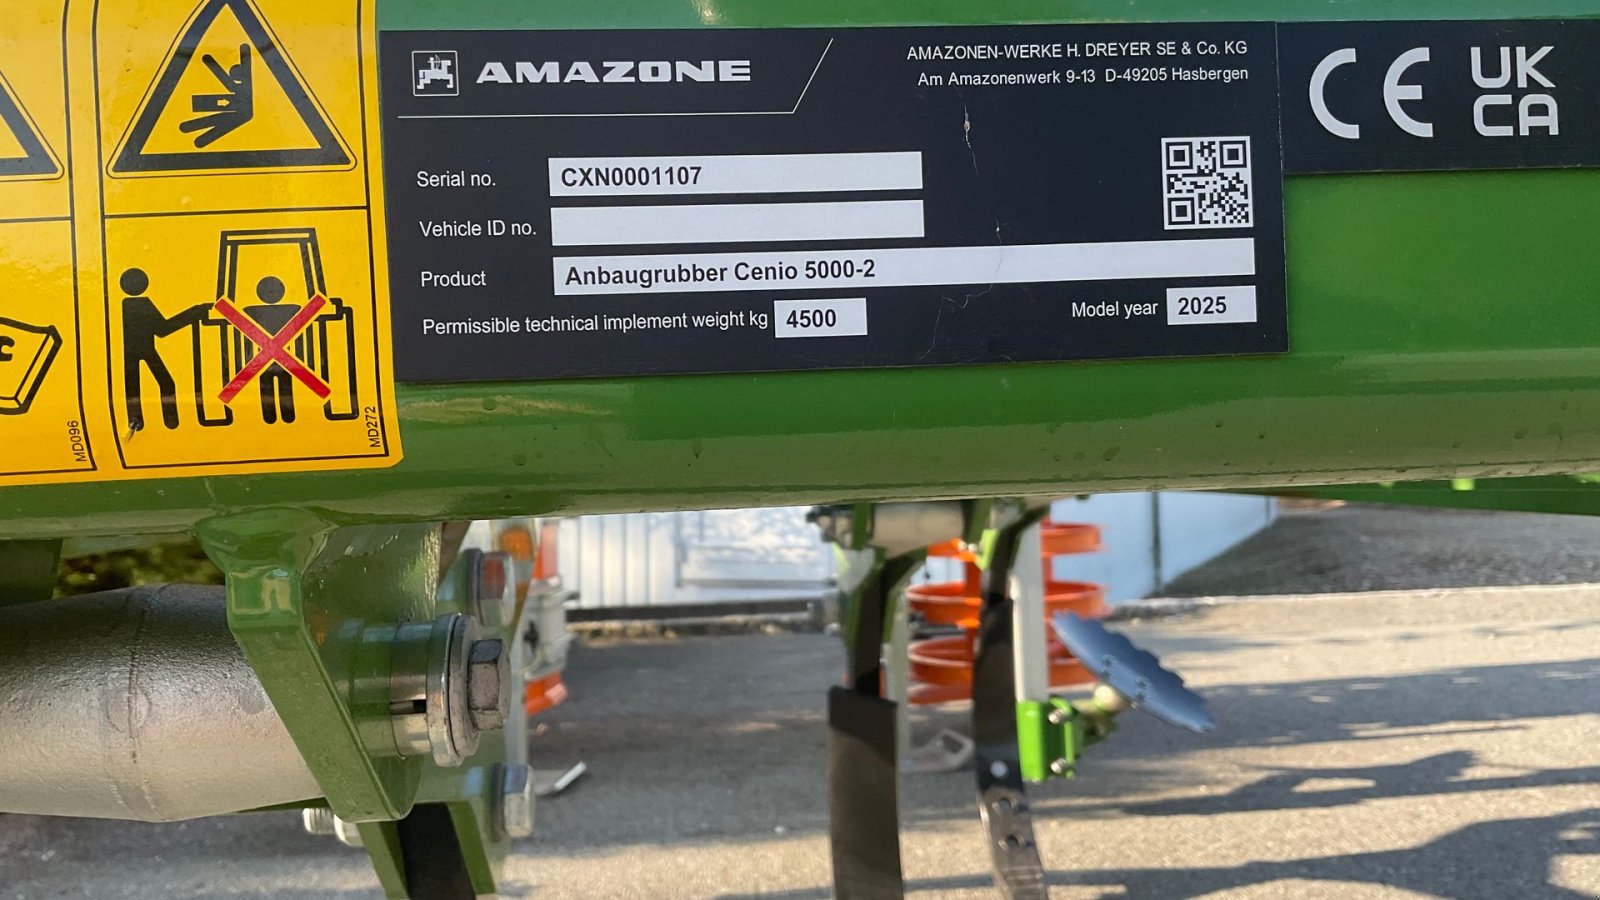 AMAZONE
AMAZONEN-WERKE H. DREYER SE & Co. KG
Am Amazonenwerk 9-13 D-49205 Hasbergen
CE
UK
CA
Serial no. CXN0001107
Vehicle ID no.
Product Anbaugrubber Cenio 5000-2
Permissible technical implement weight kg 4500
Model year 2025
C
MD096
MD272